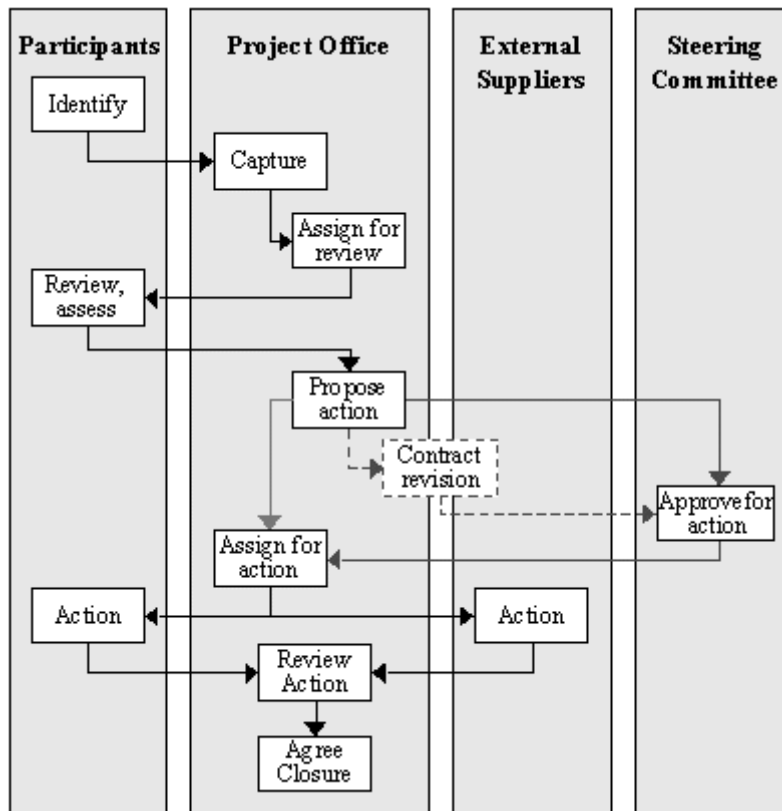 Participants
Project Office
External
Suppliers
Steering
Committee
Identify
Capture
Assign for
review
Review,
assess
Propose
action
Contract
revision
Approve for
action
Assign for
action
Action
Action
Review
Action
Agree
Closure